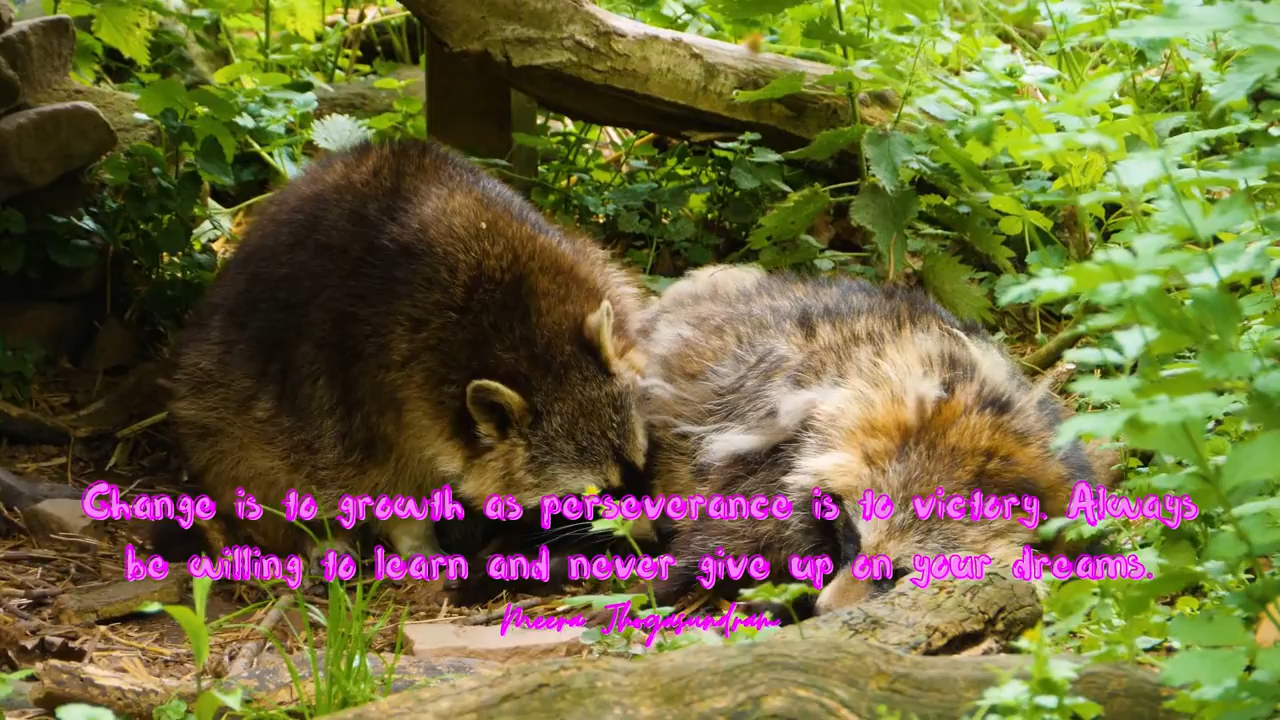 Change is to growth as perseverance is to victory. Always
be willing to learn and never give up on your dreams.
Meera Thogasundram